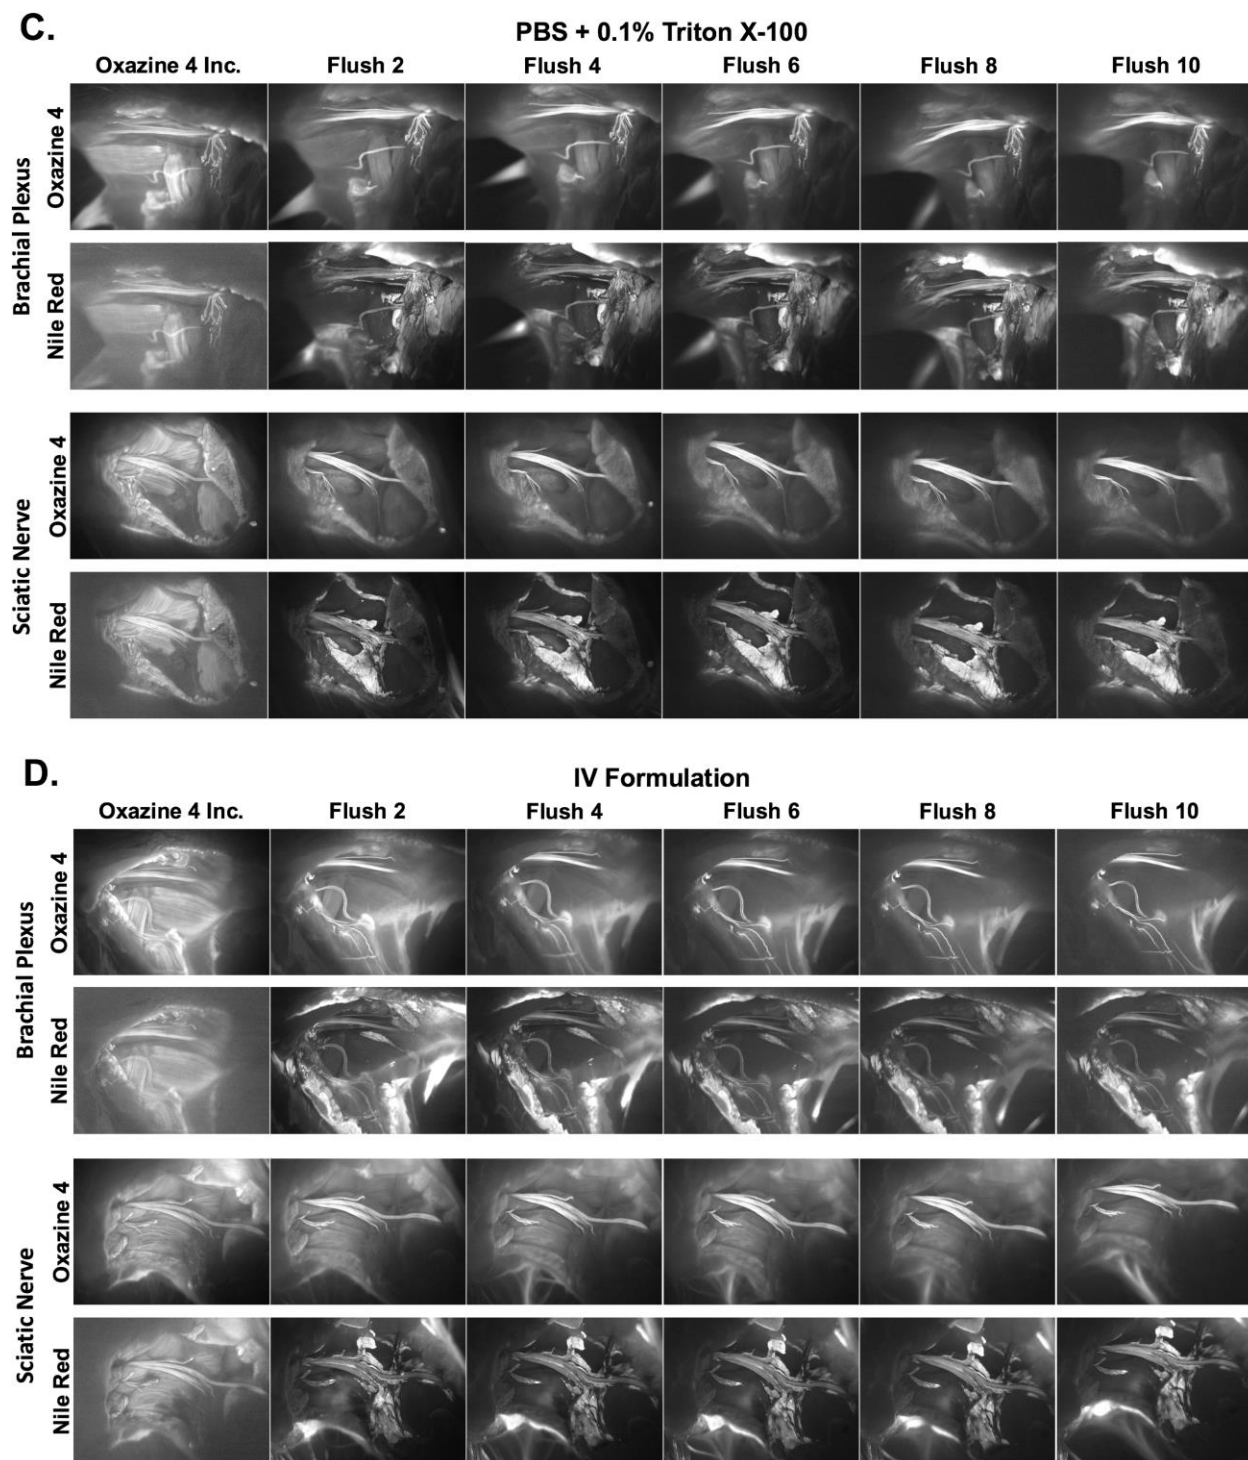 C.
PBS + 0.1% Triton X-100
Oxazine 4 Inc. Flush 2 Flush 4 Flush 6 Flush 8 Flush 10
Brachial Plexus
Oxazine 4
Nile Red
Sciatic Nerve
Oxazine 4
Nile Red
D.
IV Formulation
Oxazine 4 Inc. Flush 2 Flush 4 Flush 6 Flush 8 Flush 10
Brachial Plexus
Oxazine 4
Nile Red
Sciatic Nerve
Oxazine 4
Nile Red